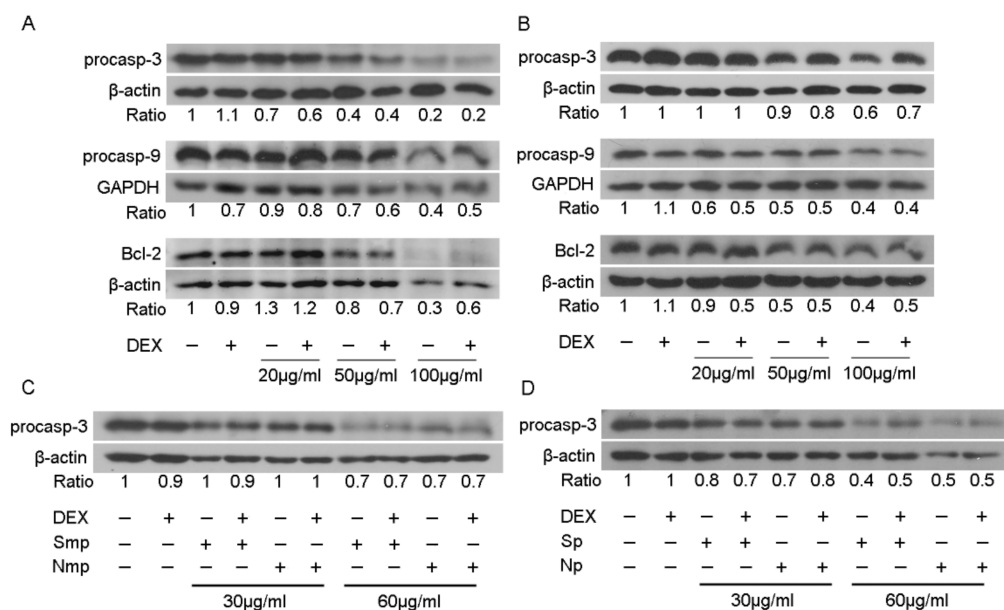 A
procasp-3
β-actin
Ratio 1 1.1 0.7 0.6 0.4 0.4 0.2 0.2
procasp-9
GAPDH
Ratio 1 0.7 0.9 0.8 0.7 0.6 0.4 0.5
Bcl-2
β-actin
Ratio 1 0.9 1.3 1.2 0.8 0.7 0.3 0.6
DEX − + − + − + − +
20µg/ml 50µg/ml 100µg/ml
B
procasp-3
β-actin
Ratio 1 1 1 1 0.9 0.8 0.6 0.7
procasp-9
GAPDH
Ratio 1 1.1 0.6 0.5 0.5 0.5 0.4 0.4
Bcl-2
β-actin
Ratio 1 1.1 0.9 0.5 0.5 0.5 0.4 0.5
DEX − + − + − + − +
20µg/ml 50µg/ml 100µg/ml
C
procasp-3
β-actin
Ratio 1 0.9 1 0.9 1 1 0.7 0.7 0.7 0.7
DEX − + − + − + − + − +
Smp − − + + − − + + − −
Nmp − − − − + + − − + +
30µg/ml 60µg/ml
D
procasp-3
β-actin
Ratio 1 1 0.8 0.7 0.7 0.8 0.4 0.5 0.5 0.5
DEX − + − + − + − + − +
Sp − − + + − − + + − −
Np − − − − + + − − + +
30µg/ml 60µg/ml